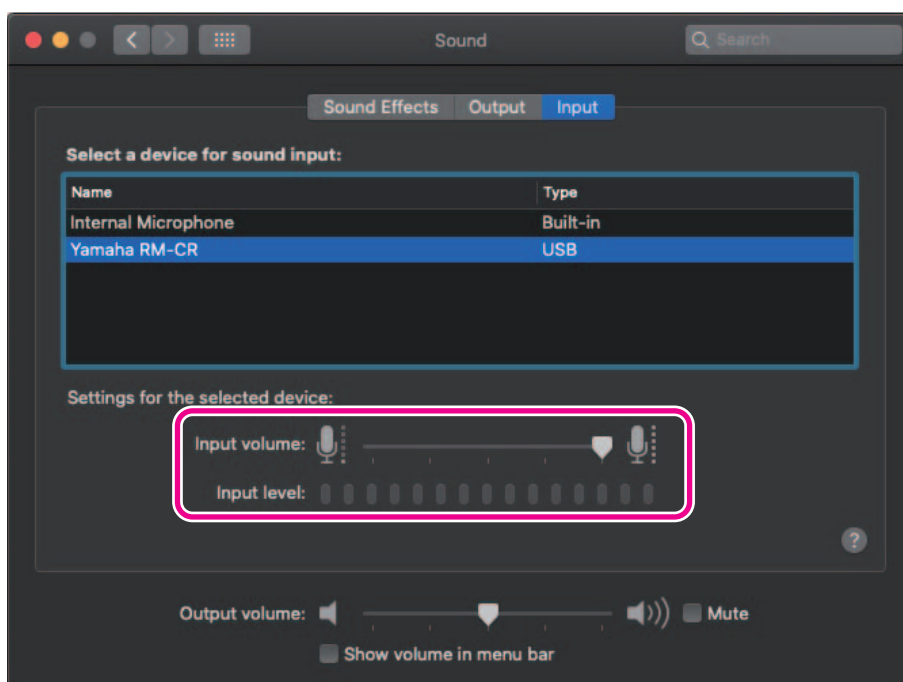 Sound
Search
Sound Effects Output Input
Select a device for sound input:
Name Type
Internal Microphone Built-in
Yamaha RM-CR USB
Settings for the selected device:
Input volume:
Input level:
?
Output volume: Mute
Show volume in menu bar